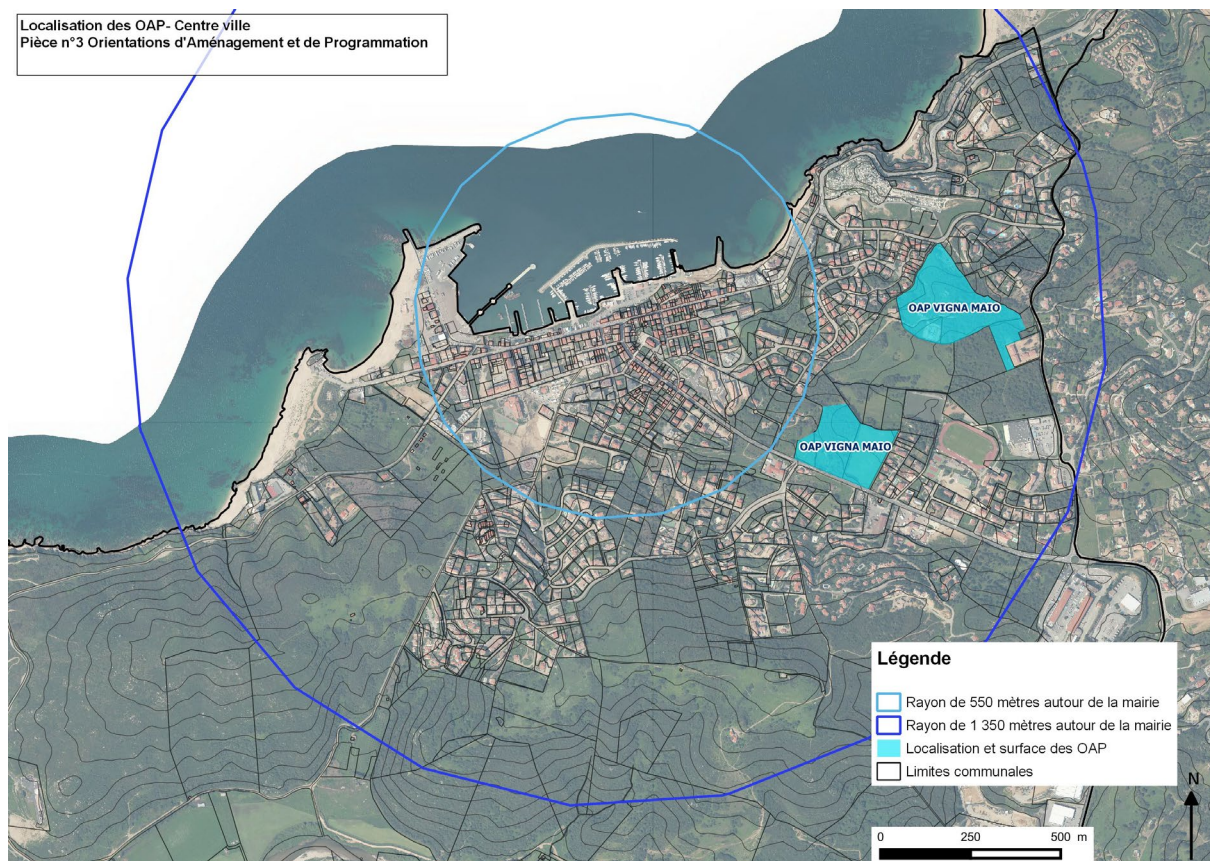 Localisation des OAP- Centre ville
Pièce n°3 Orientations d'Aménagement et de Programmation
OAP VIGNA MAIO
OAP VIGNA MAIO
Légende
Rayon de 550 mètres autour de la mairie
Rayon de 1 350 mètres autour de la mairie
Localisation et surface des OAP
Limites communales
N
0 250 500 m